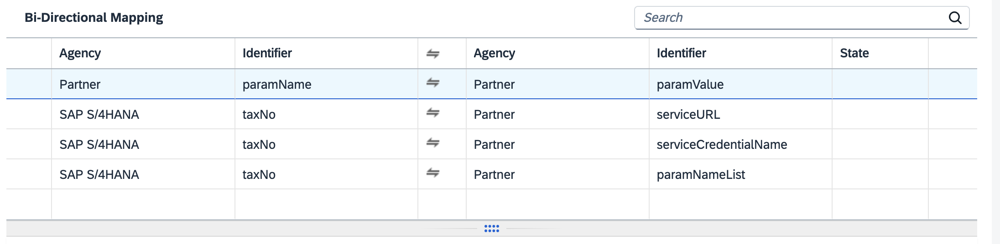 Bi-Directional Mapping
Search
Agency Identifier ⇌ Agency Identifier State
Partner paramName ⇌ Partner paramValue
SAP S/4HANA taxNo ⇌ Partner serviceURL
SAP S/4HANA taxNo ⇌ Partner serviceCredentialName
SAP S/4HANA taxNo ⇌ Partner paramNameList